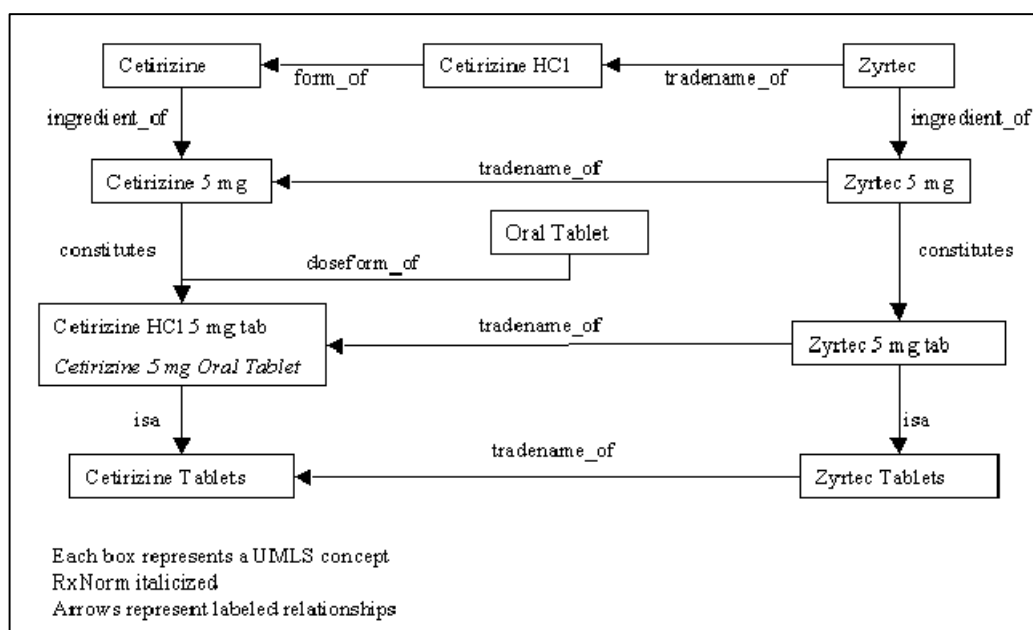 Cetirizine
form_of
Cetirizine HC1
tradename_of
Zyrtec
ingredient_of
ingredient_of
Cetirizine 5 mg
tradename_of
Zyrtec 5 mg
Oral Tablet
constitutes
doseform_of
constitutes
Cetirizine HC1 5 mg tab
Cetirizine 5 mg Oral Tablet
tradename_of
Zyrtec 5 mg tab
isa
isa
Cetirizine Tablets
tradename_of
Zyrtec Tablets
Each box represents a UMLS concept
RxNorm italicized
Arrows represent labeled relationships